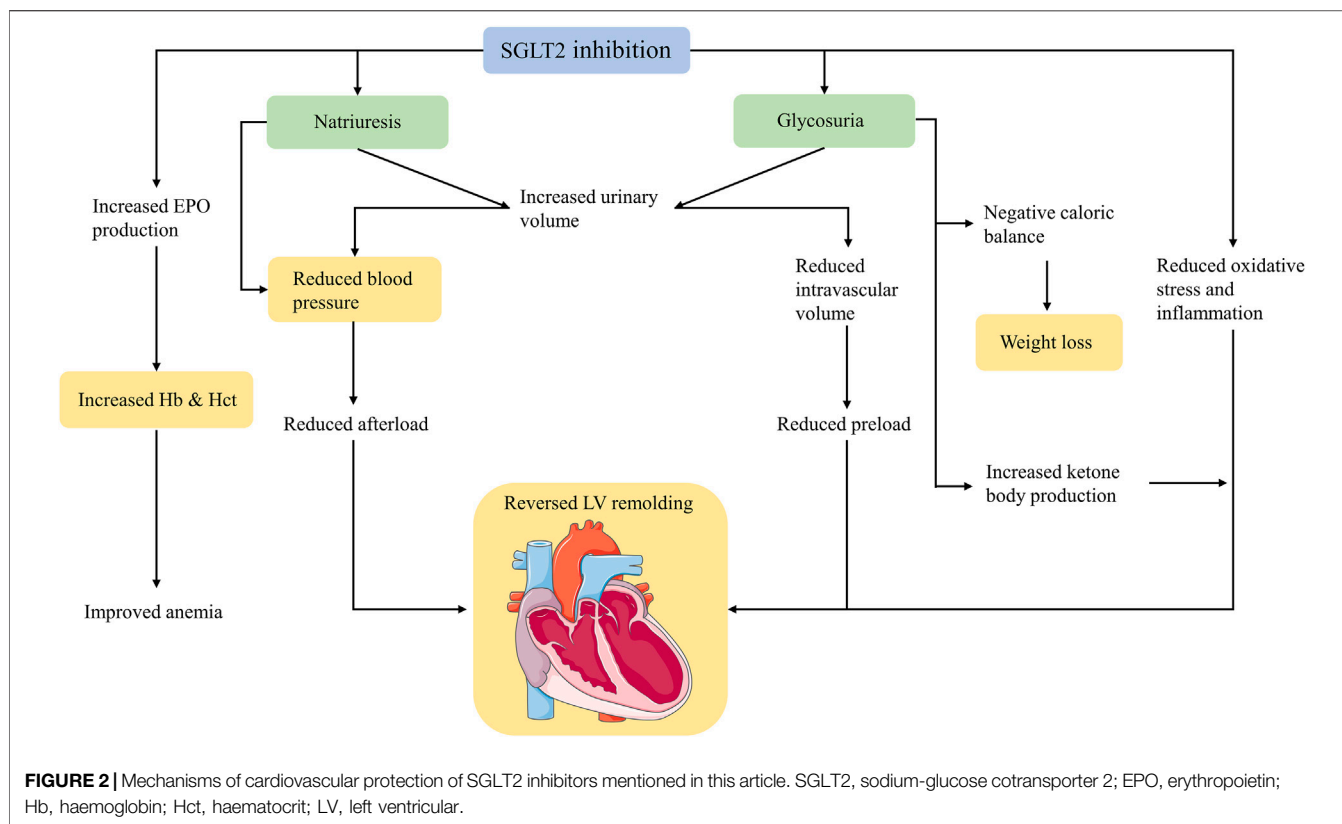 SGLT2 inhibition
Natriuresis
Glycosuria
Increased EPO
production
Increased urinary
volume
Negative caloric
balance
Reduced blood
pressure
Reduced
intravascular
volume
Reduced oxidative
stress and
inflammation
Weight loss
Increased Hb & Hct
Reduced afterload
Reduced preload
Increased ketone
body production
Reversed LV remolding
Improved anemia
FIGURE 2 | Mechanisms of cardiovascular protection of SGLT2 inhibitors mentioned in this article. SGLT2, sodium-glucose cotransporter 2; EPO, erythropoietin;
Hb, haemoglobin; Hct, haematocrit; LV, left ventricular.